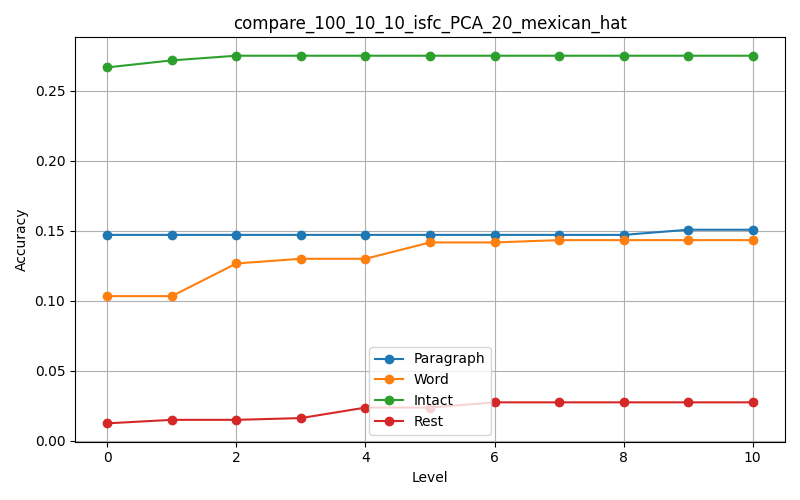 compare_100_10_10_isfc_PCA_20_mexican_hat
Accuracy
0.25
0.20
0.15
0.10
0.05
0.00
Paragraph
Word
Intact
Rest
0 2 4 6 8 10
Level